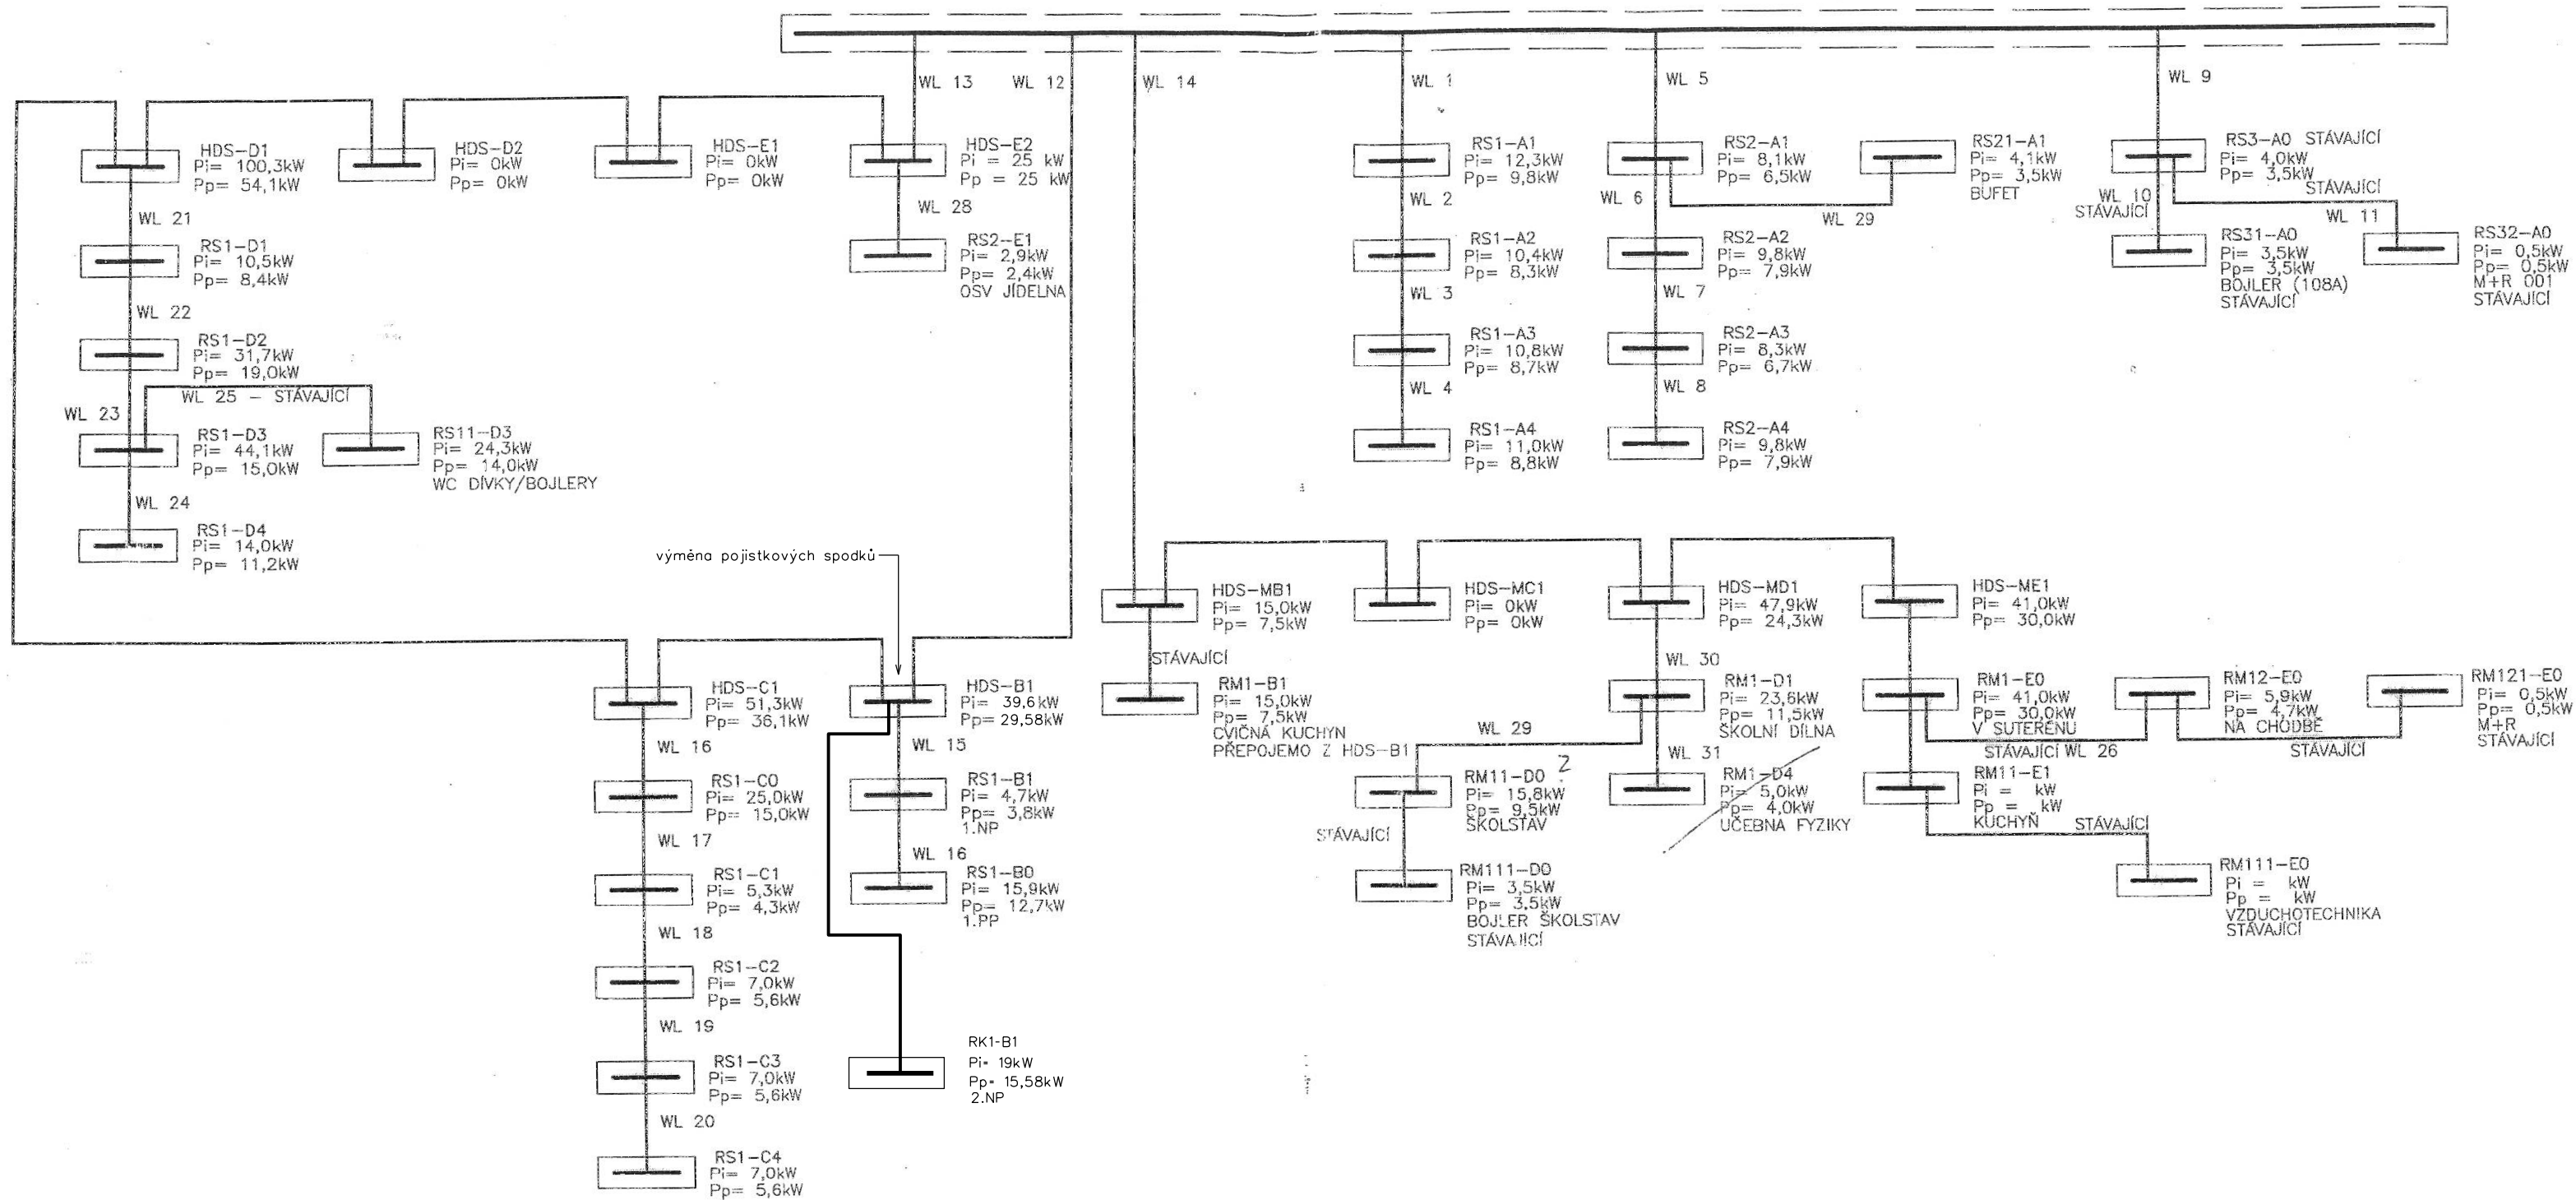 WL 13
WL 12
WL 14
WL 1
WL 5
WL 9
HDS-D1
Pi= 100,3kW
Pp= 54,1kW
HDS-D2
Pi= 0kW
Pp= 0kW
HDS-E1
Pi= 0kW
Pp= 0kW
HDS-E2
Pi = 25 kW
Pp = 25 kW
RS1-A1
Pi= 12,3kW
Pp= 9,8kW
RS2-A1
Pi= 8,1kW
Pp= 6,5kW
RS21-A1
Pi= 4,1kW
Pp= 3,5kW
BUFET
RS3-A0 STÁVAJÍCÍ
Pi= 4,0kW
Pp= 3,5kW
STÁVAJÍCÍ
WL 21
WL 28
WL 2
WL 6
WL 29
WL 10
STÁVAJÍCÍ
WL 11
RS1-D1
Pi= 10,5kW
Pp= 8,4kW
RS2-E1
Pi= 2,9kW
Pp= 2,4kW
OSV JÍDELNA
RS1-A2
Pi= 10,4kW
Pp= 8,3kW
RS2-A2
Pi= 9,8kW
Pp= 7,9kW
RS31-A0
Pi= 3,5kW
Pp= 3,5kW
BOJLER (108A)
STÁVAJÍCÍ
RS32-A0
Pi= 0,5kW
Pp= 0,5kW
M+R 001
STÁVAJÍCÍ
WL 22
WL 3
WL 7
RS1-D2
Pi= 31,7kW
Pp= 19,0kW
RS1-A3
Pi= 10,8kW
Pp= 8,7kW
RS2-A3
Pi= 8,3kW
Pp= 6,7kW
WL 25 - STÁVAJÍCÍ
WL 23
WL 4
WL 8
RS1-D3
Pi= 44,1kW
Pp= 15,0kW
RS11-D3
Pi= 24,3kW
Pp= 14,0kW
WC DÍVKY/BOJLERY
RS1-A4
Pi= 11,0kW
Pp= 8,8kW
RS2-A4
Pi= 9,8kW
Pp= 7,9kW
WL 24
RS1-D4
Pi= 14,0kW
Pp= 11,2kW
výměna pojistkových spodků
HDS-MB1
Pi= 15,0kW
Pp= 7,5kW
HDS-MC1
Pi= 0kW
Pp= 0kW
HDS-MD1
Pi= 47,9kW
Pp= 24,3kW
HDS-ME1
Pi= 41,0kW
Pp= 30,0kW
STÁVAJÍCÍ
WL 30
HDS-C1
Pi= 51,3kW
Pp= 36,1kW
HDS-B1
Pi= 39,6kW
Pp= 29,58kW
RM1-B1
Pi= 15,0kW
Pp= 7,5kW
CVIČNÁ KUCHYN
PŘEPOJEMO Z HDS-B1
RM1-D1
Pi= 23,6kW
Pp= 11,5kW
ŠKOLNÍ DÍLNA
RM1-E0
Pi= 41,0kW
Pp= 30,0kW
V SUTERÉNU
RM12-E0
Pi= 5,9kW
Pp= 4,7kW
NA CHODBĚ
RM121-E0
Pi= 0,5kW
Pp= 0,5kW
M+R
STÁVAJÍCÍ
WL 16
WL 15
WL 29
WL 31
STÁVAJÍCÍ WL 26
STÁVAJÍCÍ
RS1-C0
Pi= 25,0kW
Pp= 15,0kW
RS1-B1
Pi= 4,7kW
Pp= 3,8kW
1.NP
RM11-D0 ?
Pi= 15,8kW
Pp= 9,5kW
ŠKOLSTAV
RM1-D4
Pi= 5,0kW
Pp= 4,0kW
UČEBNA FYZIKY
RM11-E1
Pi = kW
Pp = kW
KUCHYŇ
STÁVAJÍCÍ
STÁVAJÍCÍ
WL 17
WL 16
RS1-C1
Pi= 5,3kW
Pp= 4,3kW
RS1-B0
Pi= 15,9kW
Pp= 12,7kW
1.PP
RM111-D0
Pi= 3,5kW
Pp= 3,5kW
BOJLER ŠKOLSTAV
STÁVAJÍCÍ
RM111-E0
Pi = kW
Pp = kW
VZDUCHOTECHNIKA
STÁVAJÍCÍ
WL 18
RS1-C2
Pi= 7,0kW
Pp= 5,6kW
WL 19
RS1-C3
Pi= 7,0kW
Pp= 5,6kW
RK1-B1
Pi= 19kW
Pp= 15,58kW
2.NP
WL 20
RS1-C4
Pi= 7,0kW
Pp= 5,6kW